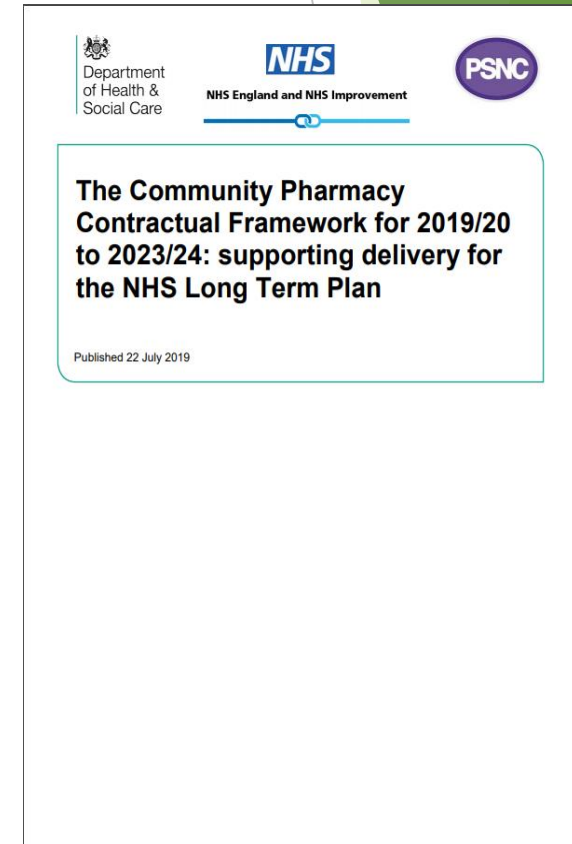 Department
of Health &
Social Care
NHS
NHS England and NHS Improvement
PSNC
The Community Pharmacy
Contractual Framework for 2019/20
to 2023/24: supporting delivery for
the NHS Long Term Plan
Published 22 July 2019